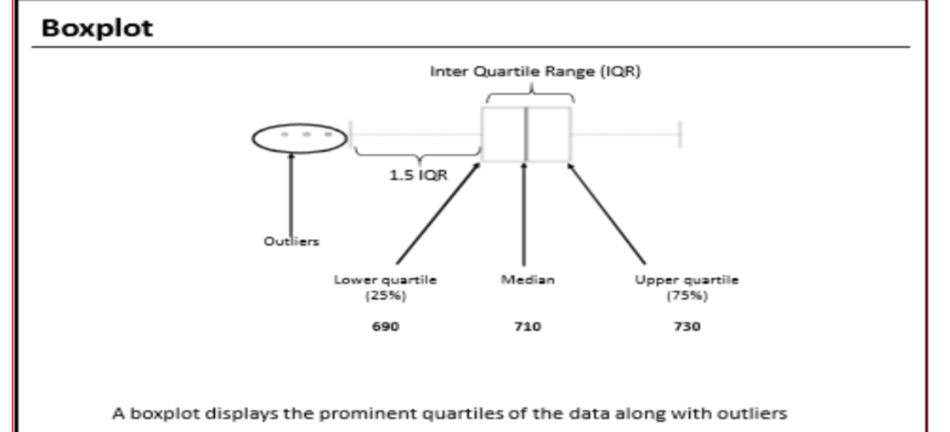 Boxplot
Inter Quartile Range (IQR)
1.5 IQR
Outliers
Lower quartile
(25%)
Median
Upper quartile
(75%)
690
710
730
A boxplot displays the prominent quartiles of the data along with outliers